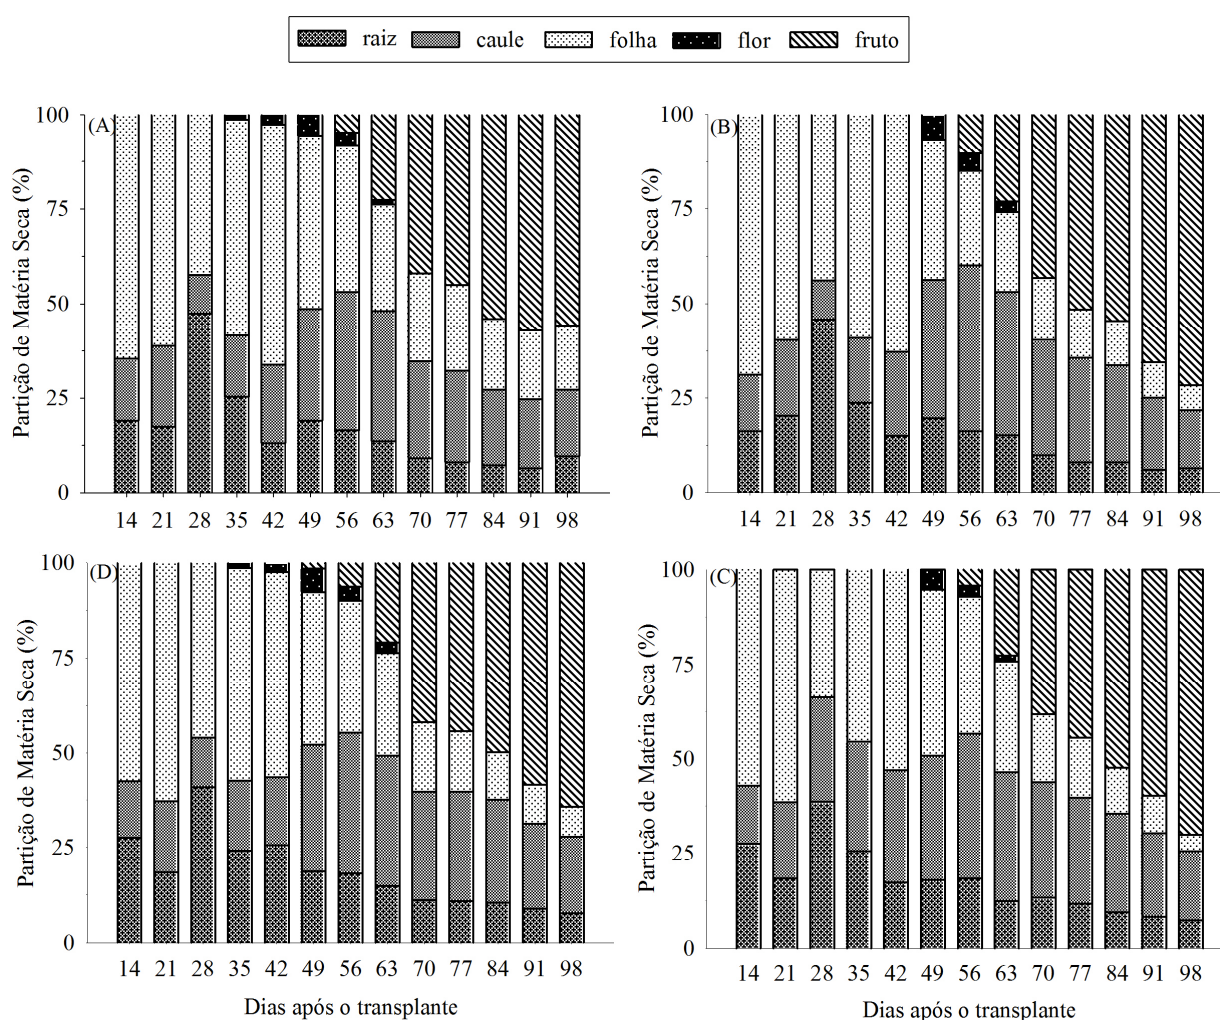 raiz caule folha flor fruto
(A)
Partição de Matéria Seca (%)
100
75
50
25
0
14 21 28 35 42 49 56 63 70 77 84 91 98
(B)
Partição de Matéria Seca (%)
100
75
50
25
0
14 21 28 35 42 49 56 63 70 77 84 91 98
(D)
Partição de Matéria Seca (%)
100
75
50
25
0
14 21 28 35 42 49 56 63 70 77 84 91 98
Dias após o transplante
(C)
Partição de Matéria Seca (%)
100
75
50
25
0
14 21 28 35 42 49 56 63 70 77 84 91 98
Dias após o transplante